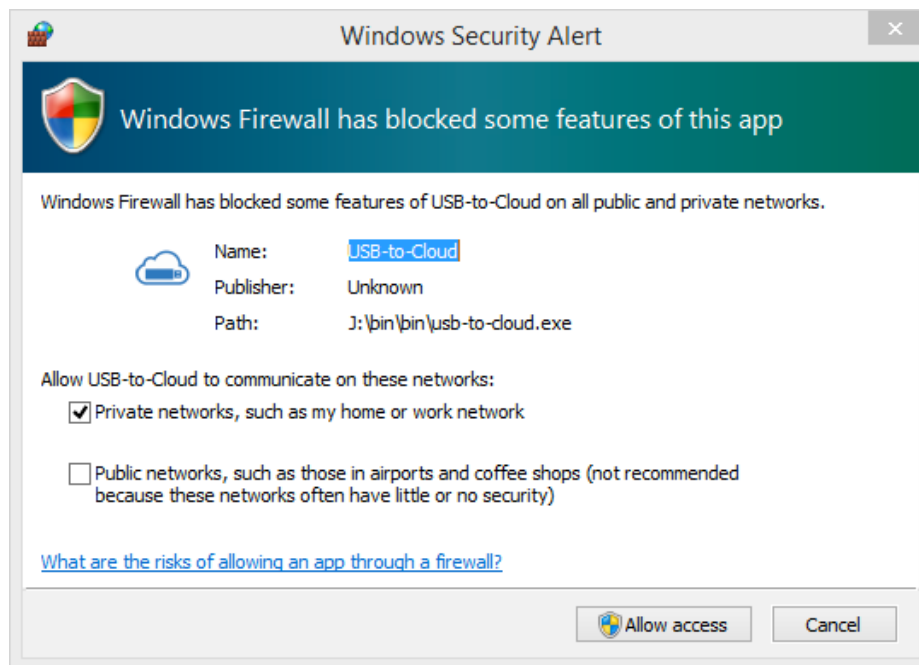 Windows Security Alert
Windows Firewall has blocked some features of this app
Windows Firewall has blocked some features of USB-to-Cloud on all public and private networks.
Name: USB-to-Cloud
Publisher: Unknown
Path: J:\bin\bin\usb-to-cloud.exe
Allow USB-to-Cloud to communicate on these networks:
Private networks, such as my home or work network
Public networks, such as those in airports and coffee shops (not recommended
because these networks often have little or no security)
What are the risks of allowing an app through a firewall?
Allow access Cancel